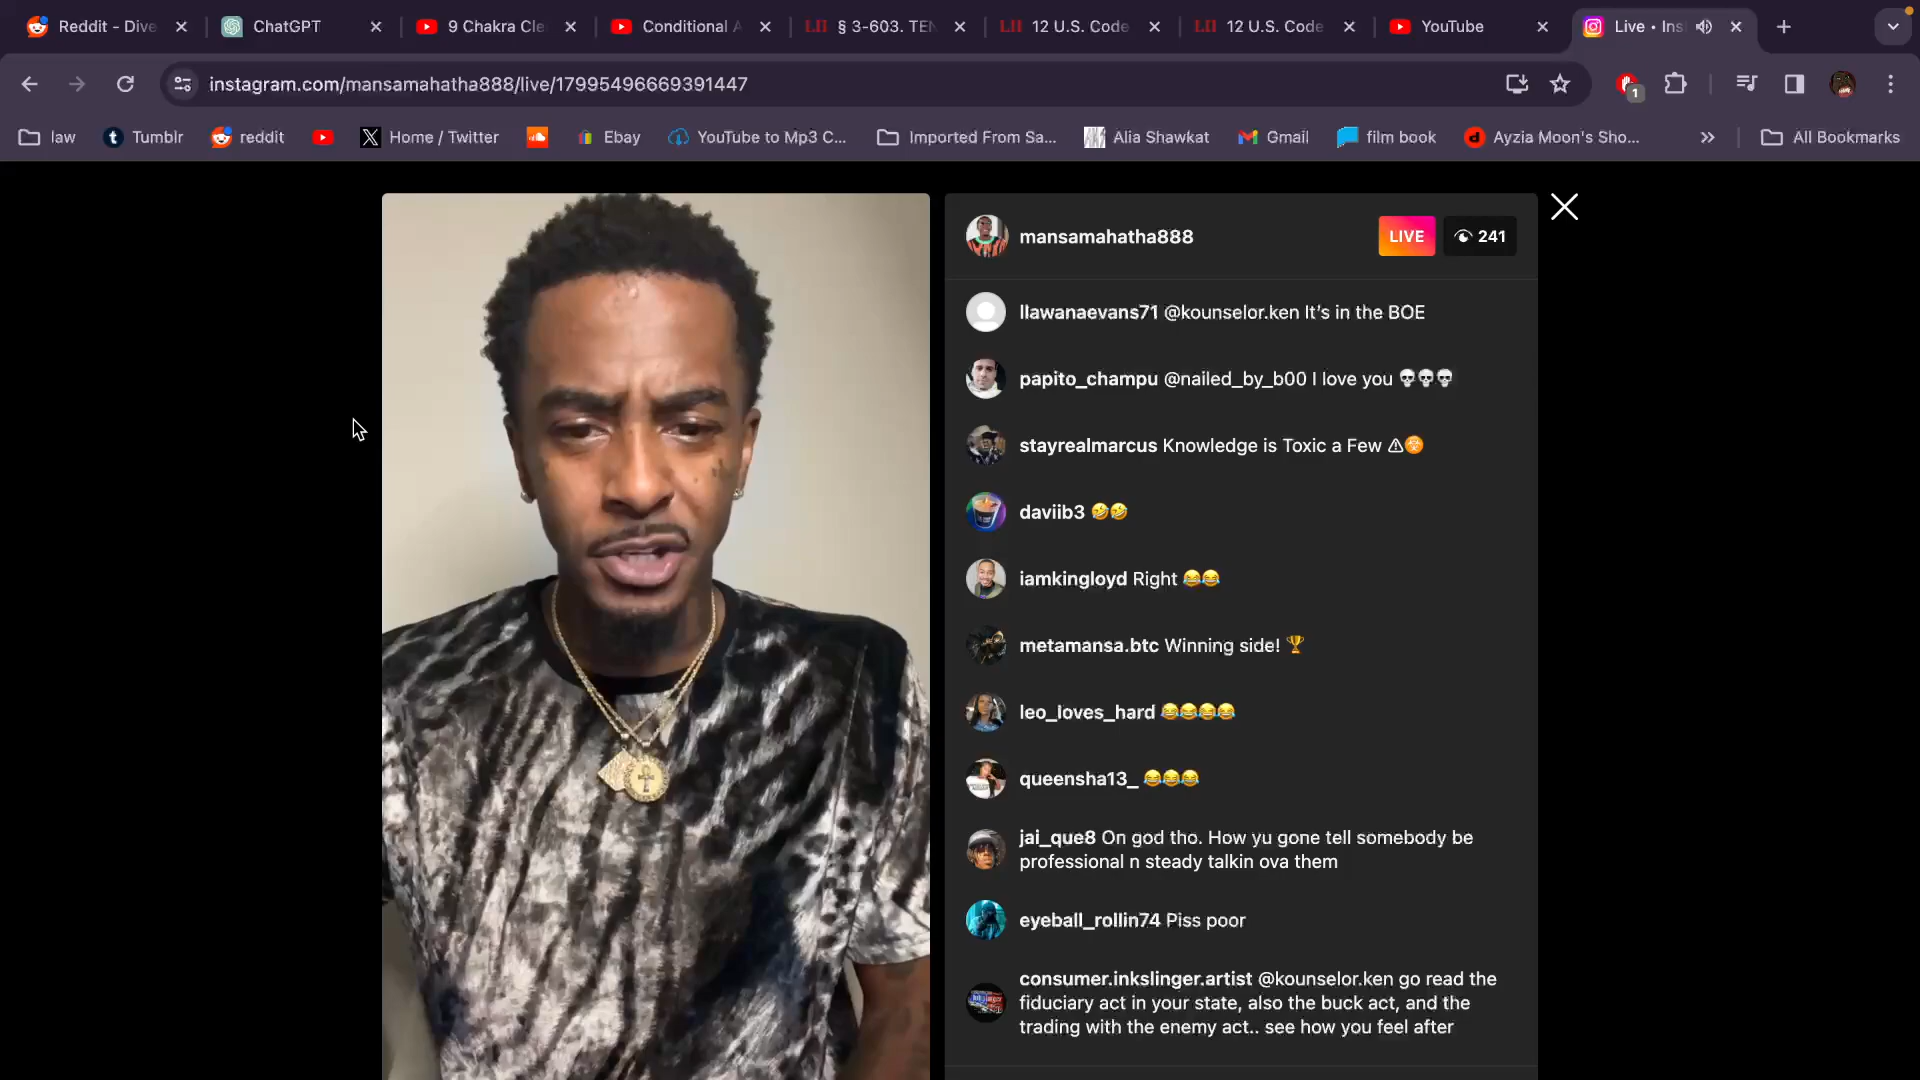 Reddit - Dive
ChatGPT
9 Chakra Cle
Conditional A
LII § 3-603. TEN
LII 12 U.S. Code
LII 12 U.S. Code
YouTube
Live • Ins
instagram.com/mansamahatha888/live/17995496669391447
1
law
Tumblr
reddit
Home / Twitter
Ebay
YouTube to Mp3 C...
Imported From Sa...
Alia Shawkat
Gmail
film book
Ayzia Moon's Sho...
All Bookmarks
mansamahatha888
LIVE
241
llawanaevans71 @kounselor.ken It's in the BOE
papito_champu @nailed_by_b00 I love you 💀💀💀
stayrealmarcus Knowledge is Toxic a Few ⚠☣
daviib3 🤣🤣
iamkingloyd Right 😂😂
metamansa.btc Winning side! 🏆
leo_loves_hard 😂😂😂😂
queensha13_ 😂😂😂
jai_que8 On god tho. How yu gone tell somebody be
professional n steady talkin ova them
eyeball_rollin74 Piss poor
consumer.inkslinger.artist @kounselor.ken go read the
fiduciary act in your state, also the buck act, and the
trading with the enemy act.. see how you feel after